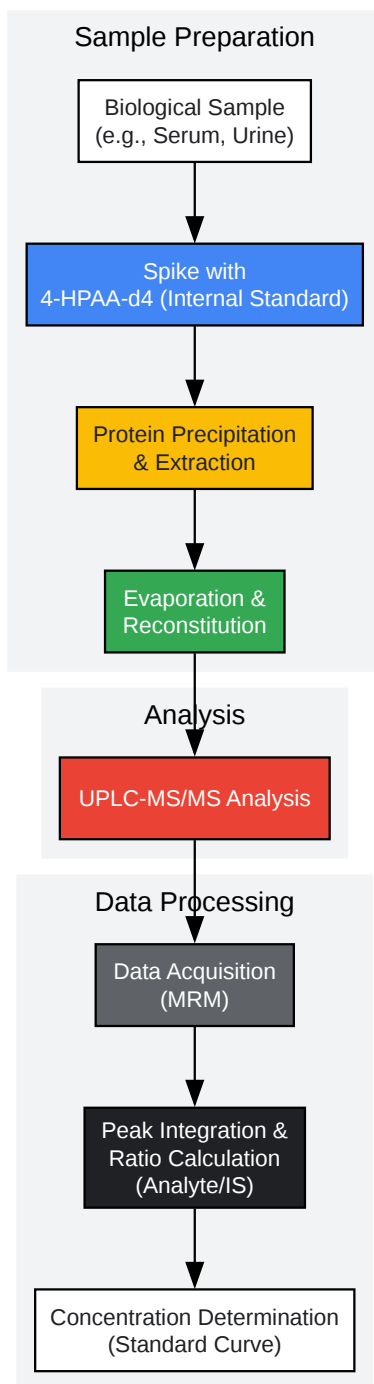 Sample Preparation
Biological Sample
(e.g., Serum, Urine)
Spike with
4-HPAA-d4 (Internal Standard)
Protein Precipitation
& Extraction
Evaporation &
Reconstitution
Analysis
UPLC-MS/MS Analysis
Data Processing
Data Acquisition
(MRM)
Peak Integration &
Ratio Calculation
(Analyte/IS)
Concentration Determination
(Standard Curve)